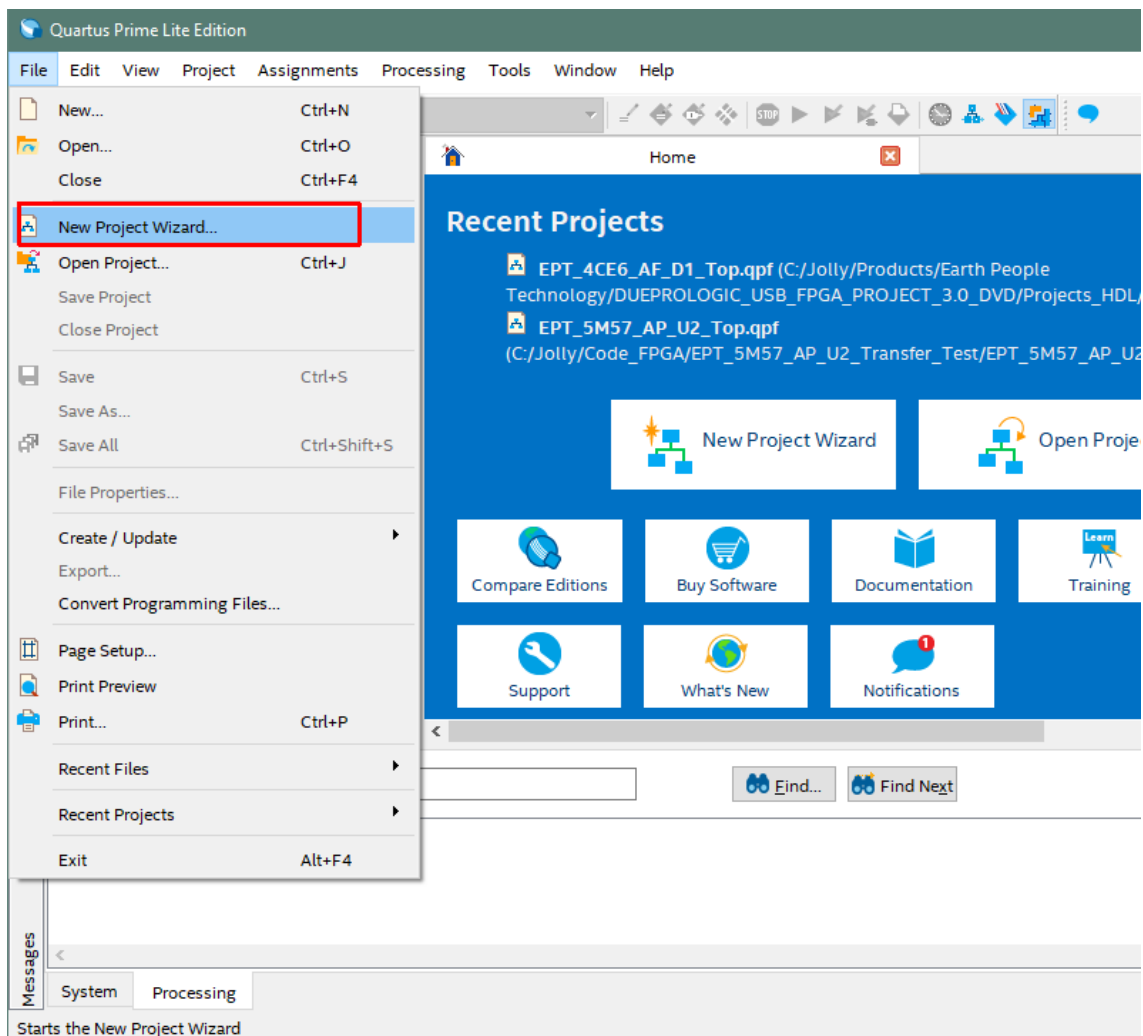 Quartus Prime Lite Edition
File Edit View Project Assignments Processing Tools Window Help
New... Ctrl+N
Open... Ctrl+O
Close Ctrl+F4
New Project Wizard...
Open Project... Ctrl+J
Save Project
Close Project
Save Ctrl+S
Save As...
Save All Ctrl+Shift+S
File Properties...
Create / Update
Export...
Convert Programming Files...
Page Setup...
Print Preview
Print... Ctrl+P
Recent Files
Recent Projects
Exit Alt+F4
STOP
Home
Recent Projects
EPT_4CE6_AF_D1_Top.qpf (C:/Jolly/Products/Earth People
Technology/DUEPROLOGIC_USB_FPGA_PROJECT_3.0_DVD/Projects_HDL/
EPT_5M57_AP_U2_Top.qpf
(C:/Jolly/Code_FPGA/EPT_5M57_AP_U2_Transfer_Test/EPT_5M57_AP_U2
New Project Wizard
Open Proje
Compare Editions
Buy Software
Documentation
Learn
Training
Support
What's New
1
Notifications
Find...
Find Next
Messages
System Processing
Starts the New Project Wizard